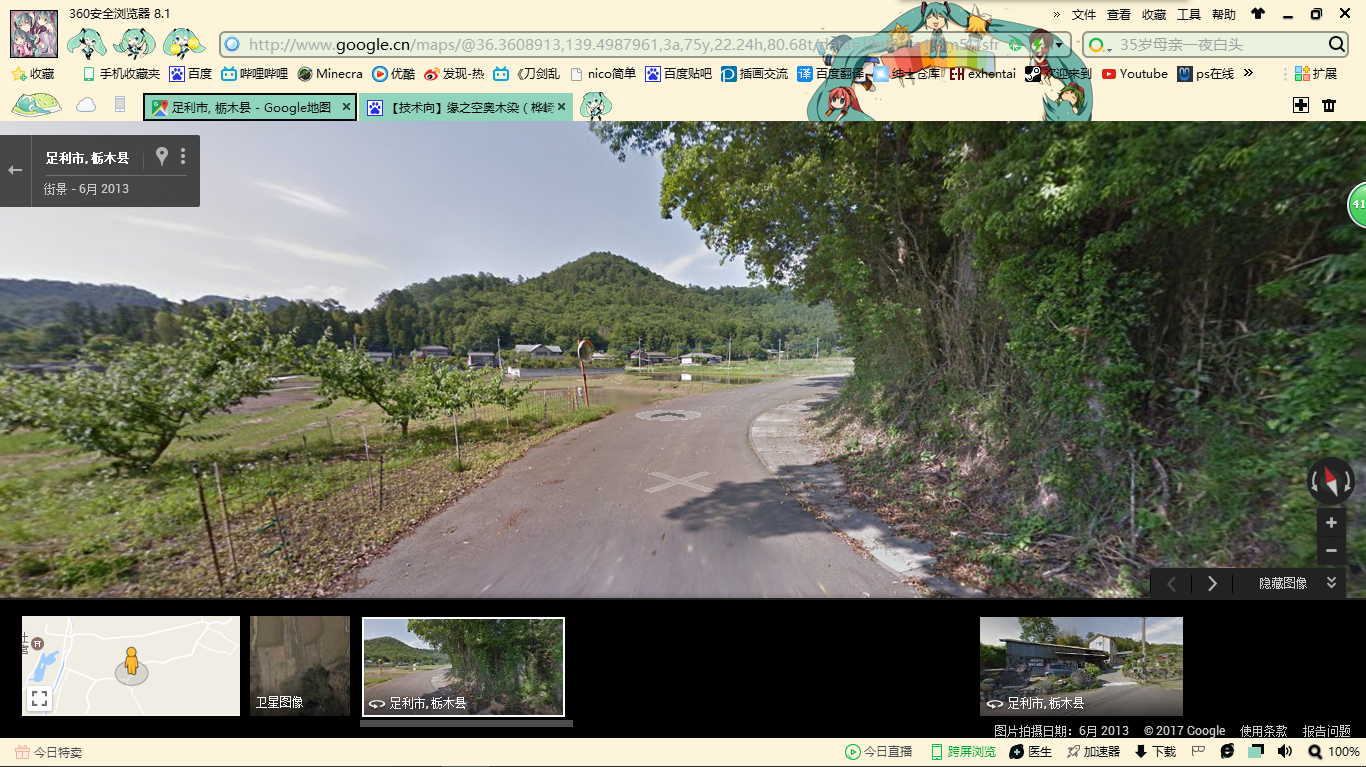 360安全浏览器 8.1
» 文件 查看 收藏 工具 帮助
http://www.google.cn/maps/@36.3608913,139.4987961,3a,75y,22.24h,80.68t/
35岁母亲一夜白头
收藏 手机收藏夹 百度 哔哩哔哩 Minecra 优酷 发现-热 《刀剑乱 nico简单 百度贴吧 插图交流 百度翻译 绅士仓库 exhentai 欢迎来到 Youtube ps在线 » 扩展
足利市, 栃木县 - Google地图 【技术向】缘之空奥木染 ( 桦崎
足利市, 栃木县
街景 - 6月 2013
41
隐藏图像
卫星图像
足利市, 栃木县
足利市, 栃木县
图片拍摄日期：6月 2013 © 2017 Google 使用条款 报告问题
今日特卖 今日直播 跨屏浏览 医生 加速器 下载 100%